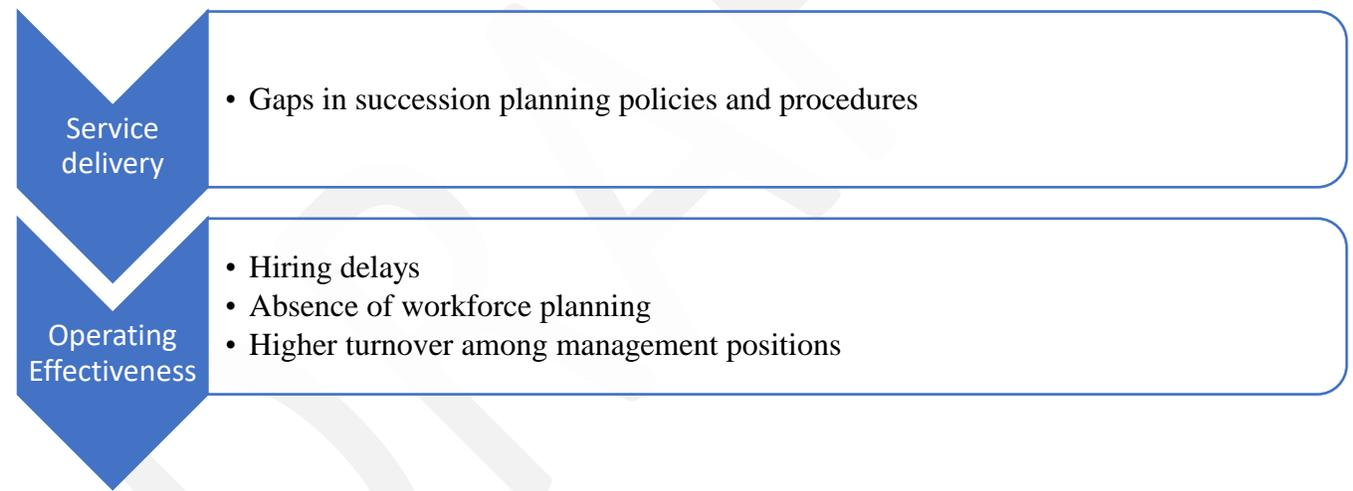 Service
delivery
• Gaps in succession planning policies and procedures
Operating
Effectiveness
• Hiring delays
• Absence of workforce planning
• Higher turnover among management positions